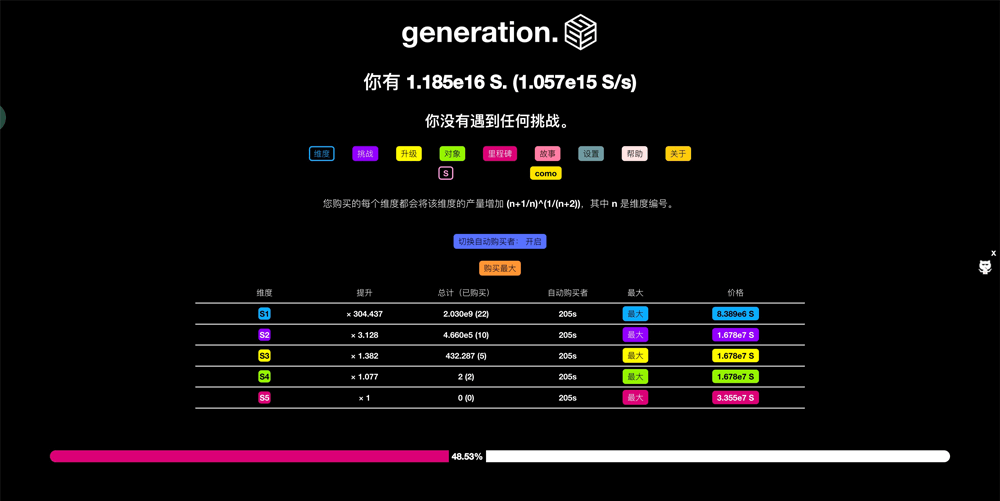 generation.
你有 1.185e16 S. (1.057e15 S/s)
你没有遇到任何挑战。
维度 挑战 升级 对象 里程碑 故事 设置 帮助 关于
S como
您购买的每个维度都会将该维度的产量增加 (n+1/n)^(1/(n+2))，其中 n 是维度编号。
切换自动购买者 开启
购买最大
x
维度 提升 总计（已购买） 自动购买者 最大 价格
S1 × 304.437 2.030e9 (22) 205s 最大 8.389e6 S
S2 × 3.128 4.660e5 (10) 205s 最大 1.678e7 S
S3 × 1.382 432.287 (5) 205s 最大 1.678e7 S
S4 × 1.077 2 (2) 205s 最大 1.678e7 S
S5 × 1 0 (0) 205s 最大 3.355e7 S
48.53%